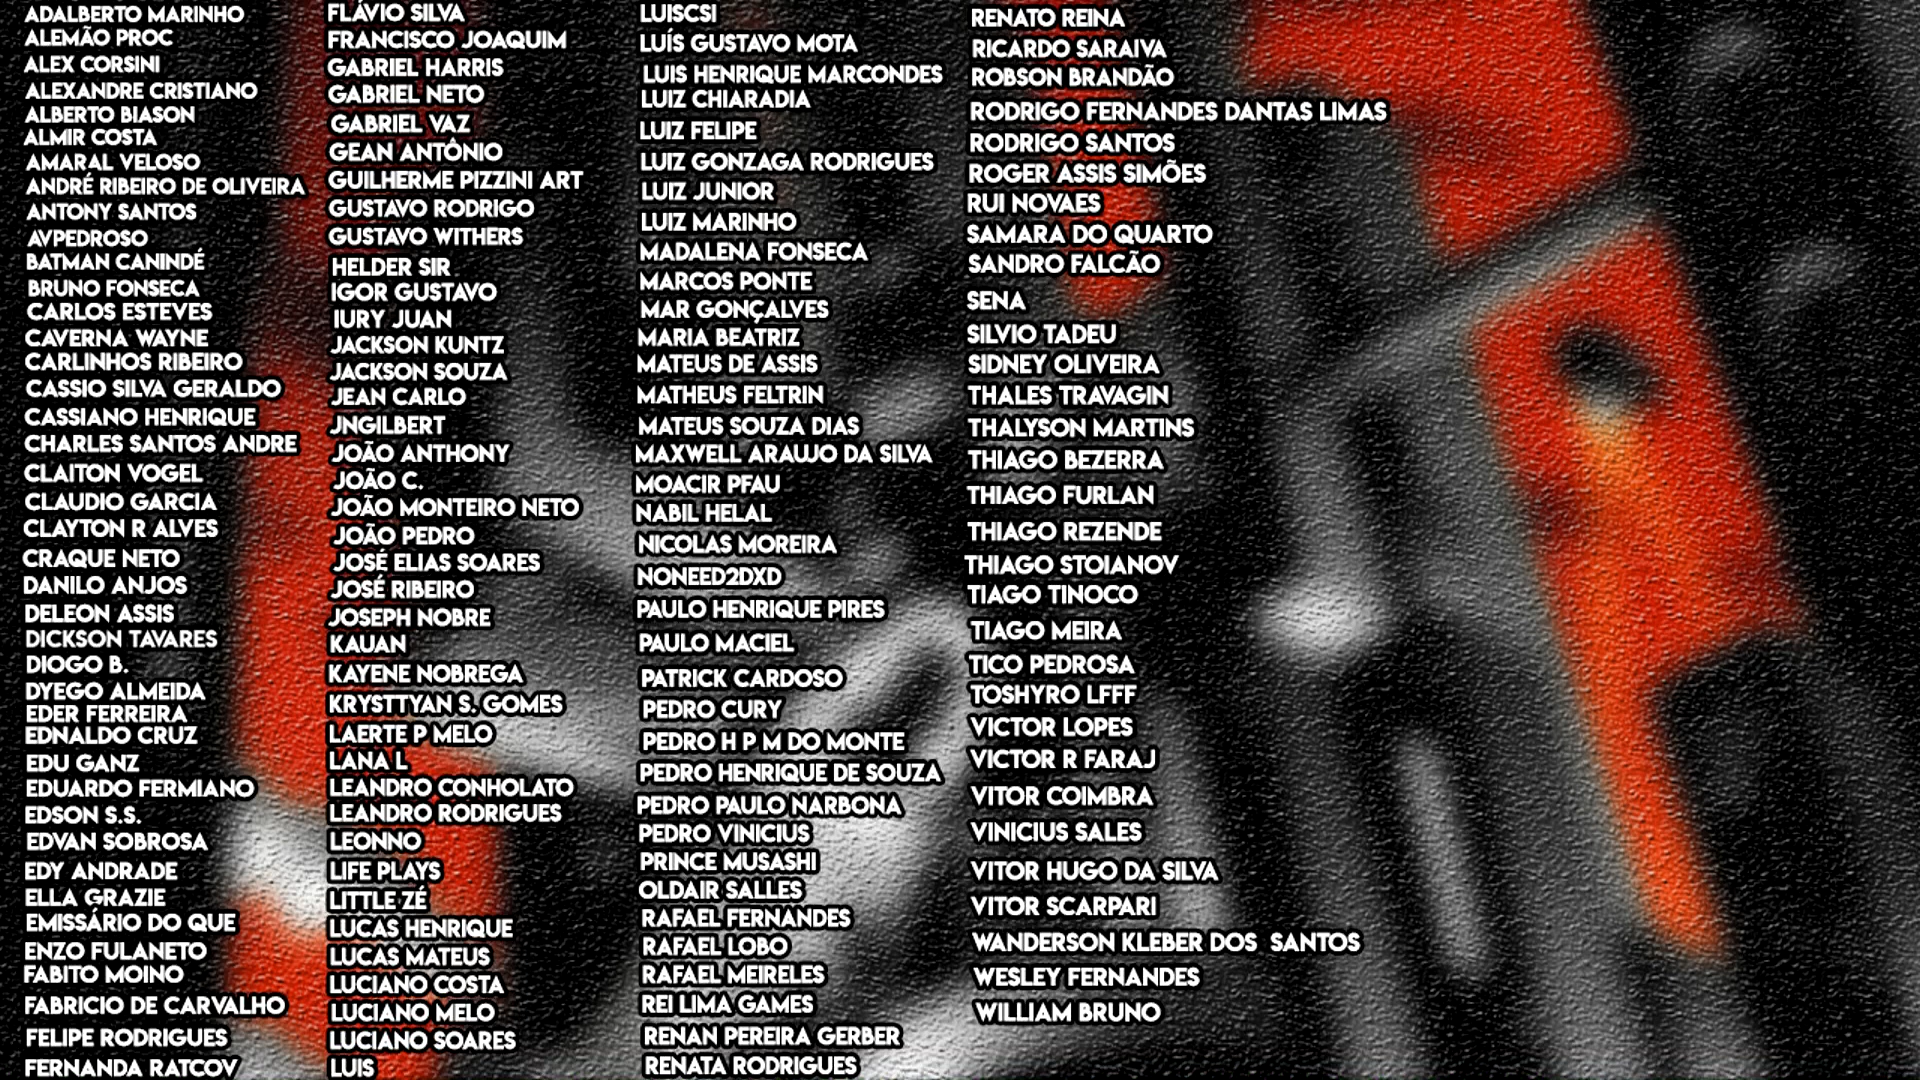 ADALBERTO MARINHO
ALEMÃO PROC
ALEX CORSINI
ALEXANDRE CRISTIANO
ALBERTO BIASON
ALMIR COSTA
AMARAL VELOSO
ANDRÉ RIBEIRO DE OLIVEIRA
ANTONY SANTOS
AVPEDROSO
BATMAN CANINDÉ
BRUNO FONSECA
CARLOS ESTEVES
CAVERNA WAYNE
CARLINHOS RIBEIRO
CASSIO SILVA GERALDO
CASSIANO HENRIQUE
CHARLES SANTOS ANDRE
CLAITON VOGEL
CLAUDIO GARCIA
CLAYTON R ALVES
CRAQUE NETO
DANILO ANJOS
DELEON ASSIS
DICKSON TAVARES
DIOGO B.
DYEGO ALMEIDA
EDER FERREIRA
EDNALDO CRUZ
EDU GANZ
EDUARDO FERMIANO
EDSON S.S.
EDVAN SOBROSA
EDY ANDRADE
ELLA GRAZIE
EMISSÁRIO DO QUE
ENZO FULANETO
FABITO MOINO
FABRICIO DE CARVALHO
FELIPE RODRIGUES
FERNANDA RATCOV
FLÁVIO SILVA
FRANCISCO JOAQUIM
GABRIEL HARRIS
GABRIEL NETO
GABRIEL VAZ
GEAN ANTÔNIO
GUILHERME PIZZINI ART
GUSTAVO RODRIGO
GUSTAVO WITHERS
HELDER SIR
IGOR GUSTAVO
IURY JUAN
JACKSON KUNTZ
JACKSON SOUZA
JEAN CARLO
JNGILBERT
JOÃO ANTHONY
JOÃO C.
JOÃO MONTEIRO NETO
JOÃO PEDRO
JOSÉ ELIAS SOARES
JOSÉ RIBEIRO
JOSEPH NOBRE
KAUAN
KAYENE NOBREGA
KRYSTTYAN S. GOMES
LAERTE P MELO
LANA L
LEANDRO CONHOLATO
LEANDRO RODRIGUES
LEONNO
LIFE PLAYS
LITTLE ZÉ
LUCAS HENRIQUE
LUCAS MATEUS
LUCIANO COSTA
LUCIANO MELO
LUCIANO SOARES
LUIS
LUISCSI
LUÍS GUSTAVO MOTA
LUIS HENRIQUE MARCONDES
LUIZ CHIARADIA
LUIZ FELIPE
LUIZ GONZAGA RODRIGUES
LUIZ JUNIOR
LUIZ MARINHO
MADALENA FONSECA
MARCOS PONTE
MAR GONÇALVES
MARIA BEATRIZ
MATEUS DE ASSIS
MATHEUS FELTRIN
MATEUS SOUZA DIAS
MAXWELL ARAUJO DA SILVA
MOACIR PFAU
NABIL HELAL
NICOLAS MOREIRA
NONEED2DXD
PAULO HENRIQUE PIRES
PAULO MACIEL
PATRICK CARDOSO
PEDRO CURY
PEDRO H P M DO MONTE
PEDRO HENRIQUE DE SOUZA
PEDRO PAULO NARBONA
PEDRO VINICIUS
PRINCE MUSASHI
OLDAIR SALLES
RAFAEL FERNANDES
RAFAEL LOBO
RAFAEL MEIRELES
REI LIMA GAMES
RENAN PEREIRA GERBER
RENATA RODRIGUES
RENATO REINA
RICARDO SARAIVA
ROBSON BRANDÃO
RODRIGO FERNANDES DANTAS LIMAS
RODRIGO SANTOS
ROGER ASSIS SIMÕES
RUI NOVAES
SAMARA DO QUARTO
SANDRO FALCÃO
SENA
SILVIO TADEU
SIDNEY OLIVEIRA
THALES TRAVAGIN
THALYSON MARTINS
THIAGO BEZERRA
THIAGO FURLAN
THIAGO REZENDE
THIAGO STOIANOV
TIAGO TINOCO
TIAGO MEIRA
TICO PEDROSA
TOSHYRO LFFF
VICTOR LOPES
VICTOR R FARAJ
VITOR COIMBRA
VINICIUS SALES
VITOR HUGO DA SILVA
VITOR SCARPARI
WANDERSON KLEBER DOS SANTOS
WESLEY FERNANDES
WILLIAM BRUNO